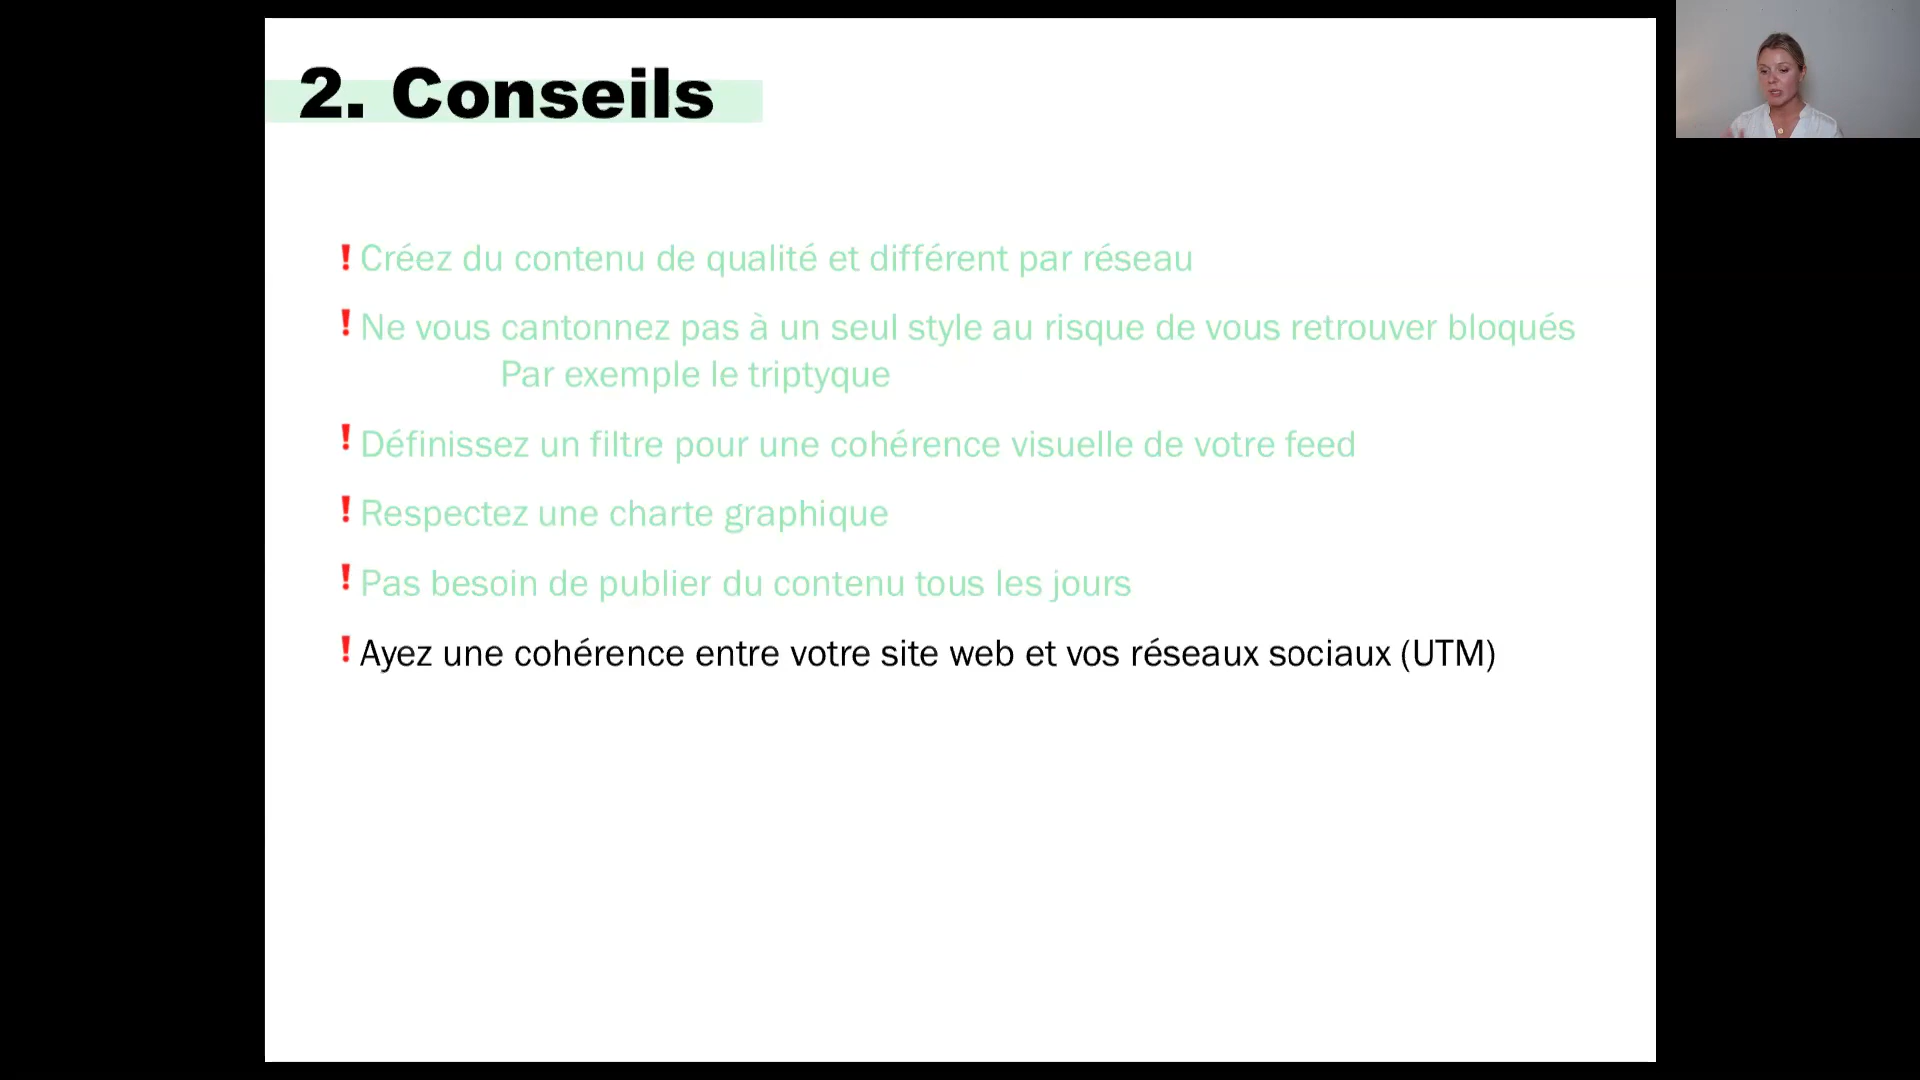 2. Conseils
! Créez du contenu de qualité et différent par réseau
! Ne vous cantonnez pas à un seul style au risque de vous retrouver bloqués
Par exemple le triptyque
! Définissez un filtre pour une cohérence visuelle de votre feed
! Respectez une charte graphique
! Pas besoin de publier du contenu tous les jours
! Ayez une cohérence entre votre site web et vos réseaux sociaux (UTM)